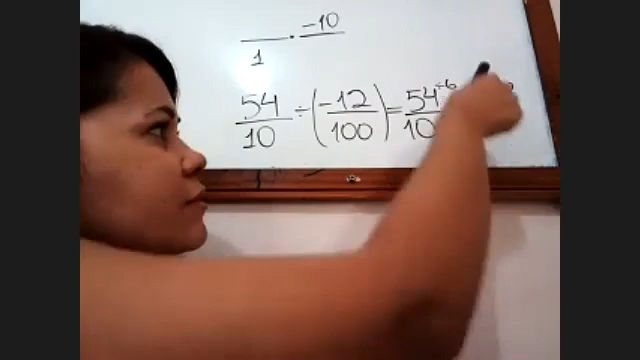 —/1 · -10/
54/10 ÷ (-12/100) = 54÷6/10